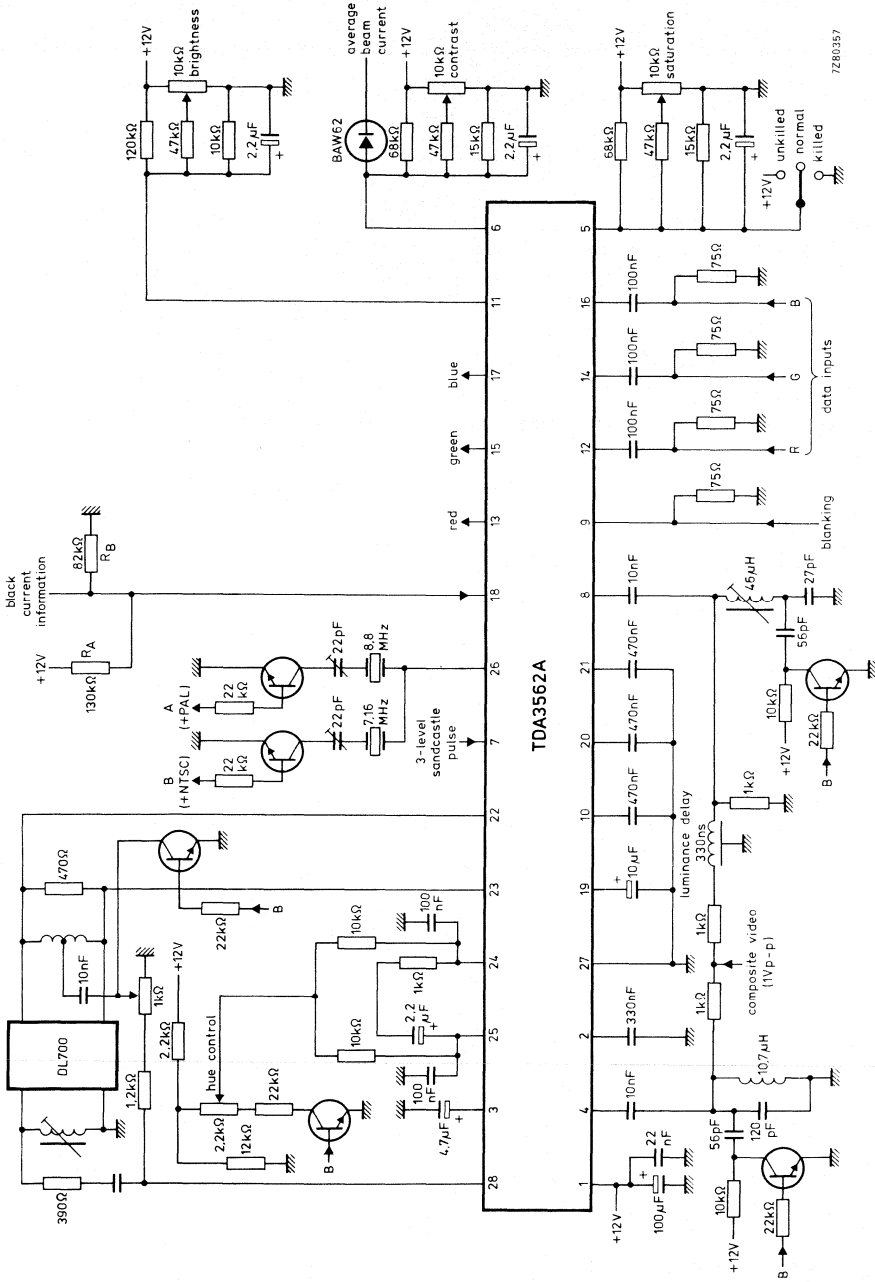 black
current
information
+12V
RA
130kΩ
82kΩ
RB
+12V
10kΩ
brightness
120kΩ
47kΩ
10kΩ
2,2µF
+
average
beam
current
BAW62
+12V
10kΩ
contrast
68kΩ
47kΩ
15kΩ
2,2µF
+
+12V
10kΩ
saturation
68kΩ
47kΩ
15kΩ
2,2µF
+
+12V
unkilled
normal
killed
7Z80357
DL700
390Ω
10nF
470Ω
1kΩ
1,2kΩ
22kΩ
B
+12V
2,2kΩ
hue control
2,2kΩ
22kΩ
12kΩ
B
4,7µF
+
100
nF
10kΩ
2,2
µF
+
1kΩ
10kΩ
100
nF
B
(+NTSC)
22
kΩ
A
(+PAL)
22
kΩ
22pF
22pF
7,16
MHz
8,8
MHz
3-level
sandcastle
pulse
red
green
blue
28
3
25
24
23
22
7
26
18
13
15
17
11
6
TDA3562A
1
4
2
27
19
10
20
21
8
9
12
14
16
5
+12V
100µF
+
22
nF
10nF
330nF
10µF
+
470nF
470nF
470nF
10nF
100nF
100nF
100nF
75Ω
75Ω
75Ω
75Ω
blanking
R
G
B
data inputs
+12V
10kΩ
22kΩ
B
56pF
120
pF
10,7µH
1kΩ
composite video
(1Vp-p)
1kΩ
luminance delay
330ns
1kΩ
46µH
56pF
27pF
10kΩ
+12V
22kΩ
B